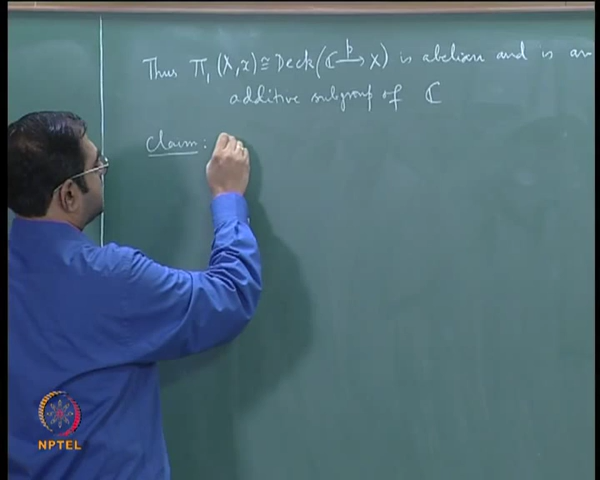 Thus π₁(X,x) ≅ Deck(ℂ →ᵖ X) is abelian and is an
additive subgroup of ℂ
Claim:
NPTEL